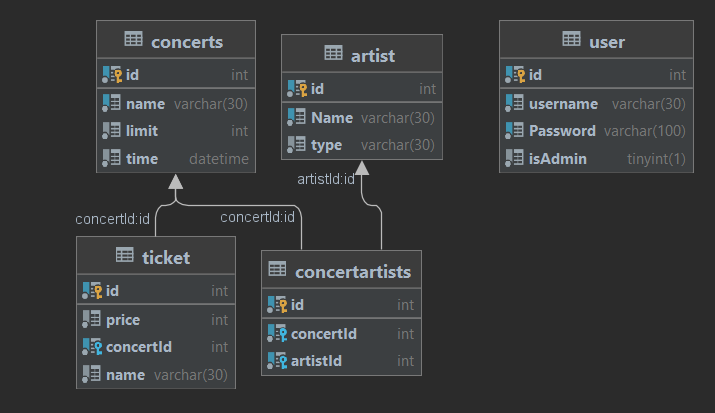 concerts
id int
name varchar(30)
limit int
time datetime
artist
id int
Name varchar(30)
type varchar(30)
user
id int
username varchar(30)
Password varchar(100)
isAdmin tinyint(1)
artistId:id
concertId:id
concertId:id
ticket
id int
price int
concertId int
name varchar(30)
concertartists
id int
concertId int
artistId int